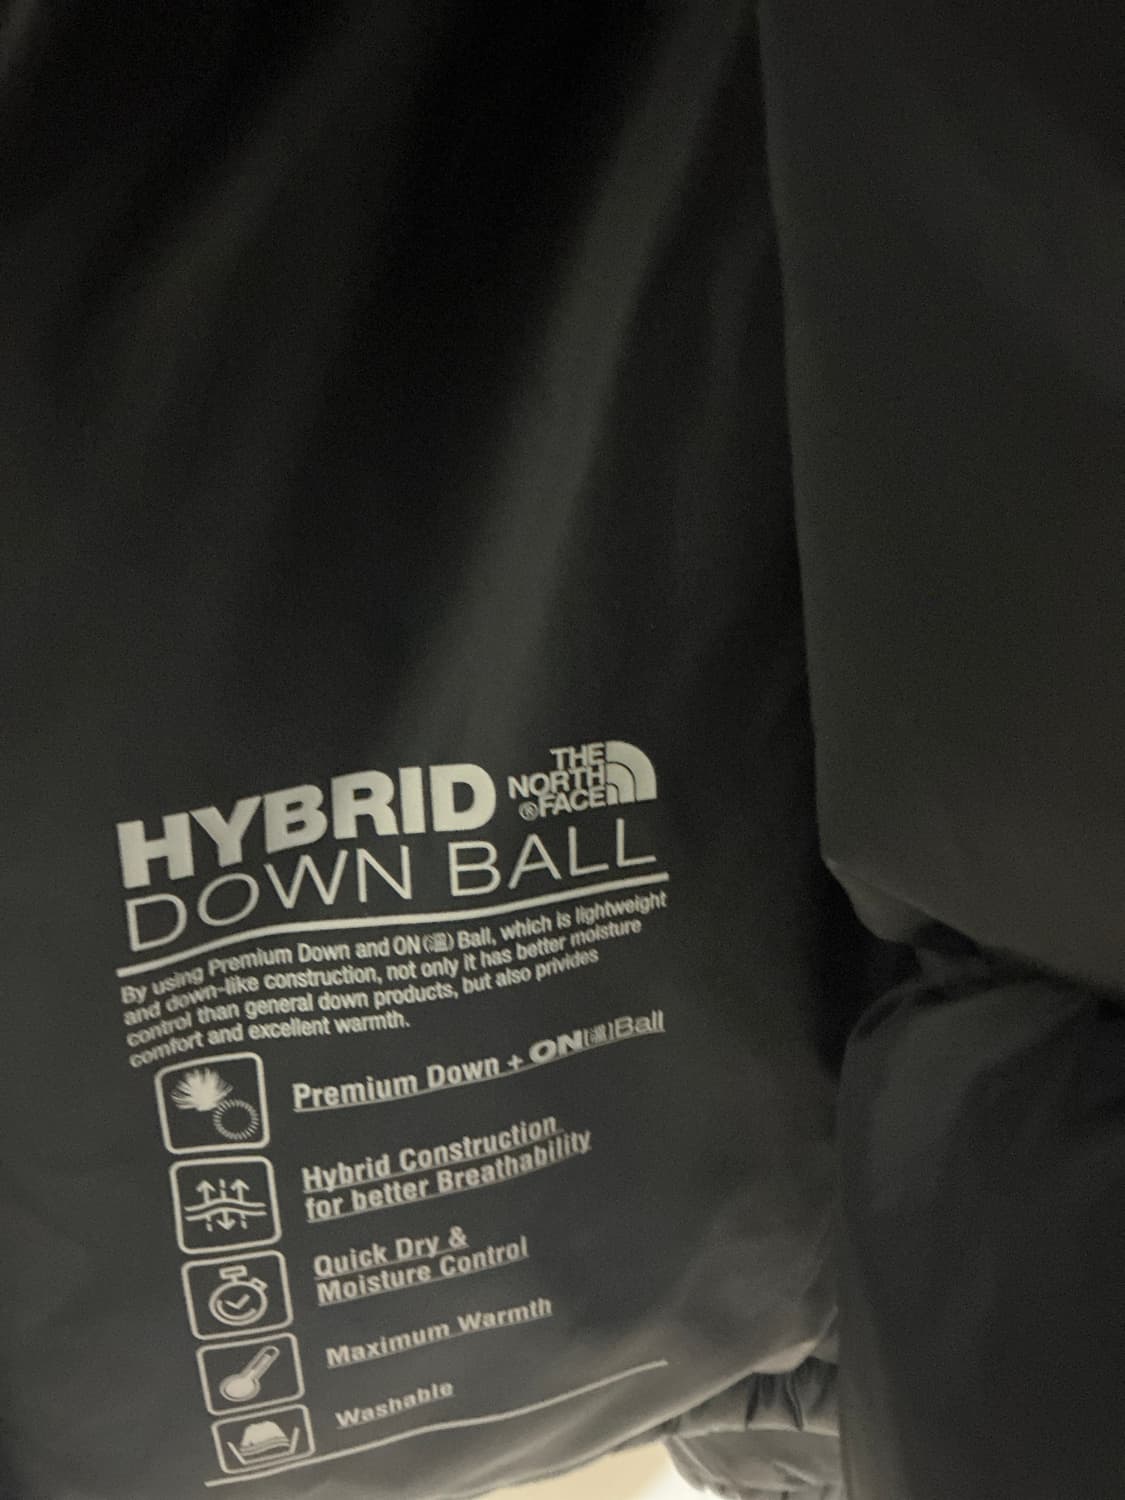 HYBRID
THE
NORTH
®FACE
DOWN BALL
By using Premium Down and ON(溫) Ball, which is lightweight
and down-like construction, not only it has better moisture
control than general down products, but also privides
comfort and excellent warmth.
Premium Down + ON(溫)Ball
Hybrid Construction
for better Breathability
Quick Dry &
Moisture Control
Maximum Warmth
Washable